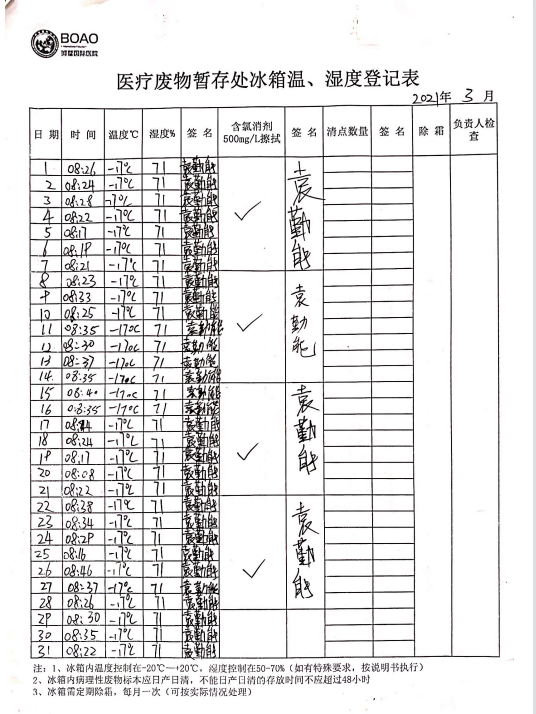 BOAO
博鳌国际医院
医疗废物暂存处冰箱温、湿度登记表
2021年 3 月
日 期 时 间 温度℃ 湿度% 签 名 含氯消剂500mg/L擦拭 签 名 清点数量 签 名 除 霜 负责人检查
1 08:26 -17℃ 71 袁勤能 ✓ 袁勤能
2 08:24 -17℃ 71 袁勤能
3 08:28 -17℃ 71 袁勤能
4 08:22 -17℃ 71 袁勤能
5 08:17 -17℃ 71 袁勤能
6 08:18 -17℃ 71 袁勤能
7 08:21 -17℃ 71 袁勤能
8 08:23 -17℃ 71 袁勤能 ✓ 袁勤能
9 08:33 -17℃ 71 袁勤能
10 08:25 -17℃ 71 袁勤能
11 08:35 -17℃ 71 袁勤能
12 08:30 -17℃ 71 袁勤能
13 08:37 -17℃ 71 袁勤能
14 08:35 -17℃ 71 袁勤能
15 08:40 -17℃ 71 袁勤能 ✓ 袁勤能
16 08:35 -17℃ 71 袁勤能
17 08:44 -17℃ 71 袁勤能
18 08:24 -17℃ 71 袁勤能
19 08:17 -17℃ 71 袁勤能
20 08:08 -17℃ 71 袁勤能
21 08:22 -17℃ 71 袁勤能
22 08:38 -17℃ 71 袁勤能 ✓ 袁勤能
23 08:34 -17℃ 71 袁勤能
24 08:29 -17℃ 71 袁勤能
25 08:16 -17℃ 71 袁勤能
26 08:46 -17℃ 71 袁勤能
27 08:37 -17℃ 71 袁勤能
28 08:26 -17℃ 71 袁勤能
29 08:30 -17℃ 71 袁勤能
30 08:35 -17℃ 71 袁勤能
31 08:22 -17℃ 71 袁勤能
注：1、冰箱内温度控制在-20℃—+20℃，湿度控制在50-70%（如有特殊要求，按说明书执行）
2、冰箱内病理性废物标本应日产日清，不能日产日清的存放时间不应超过48小时
3、冰箱需定期除霜，每月一次（可按实际情况处理）